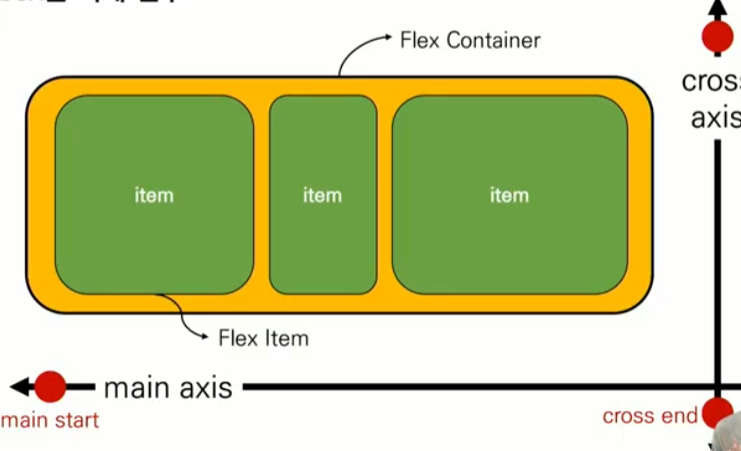 Flex Container
cross
axis
item
item
item
Flex Item
main axis
main start
cross end